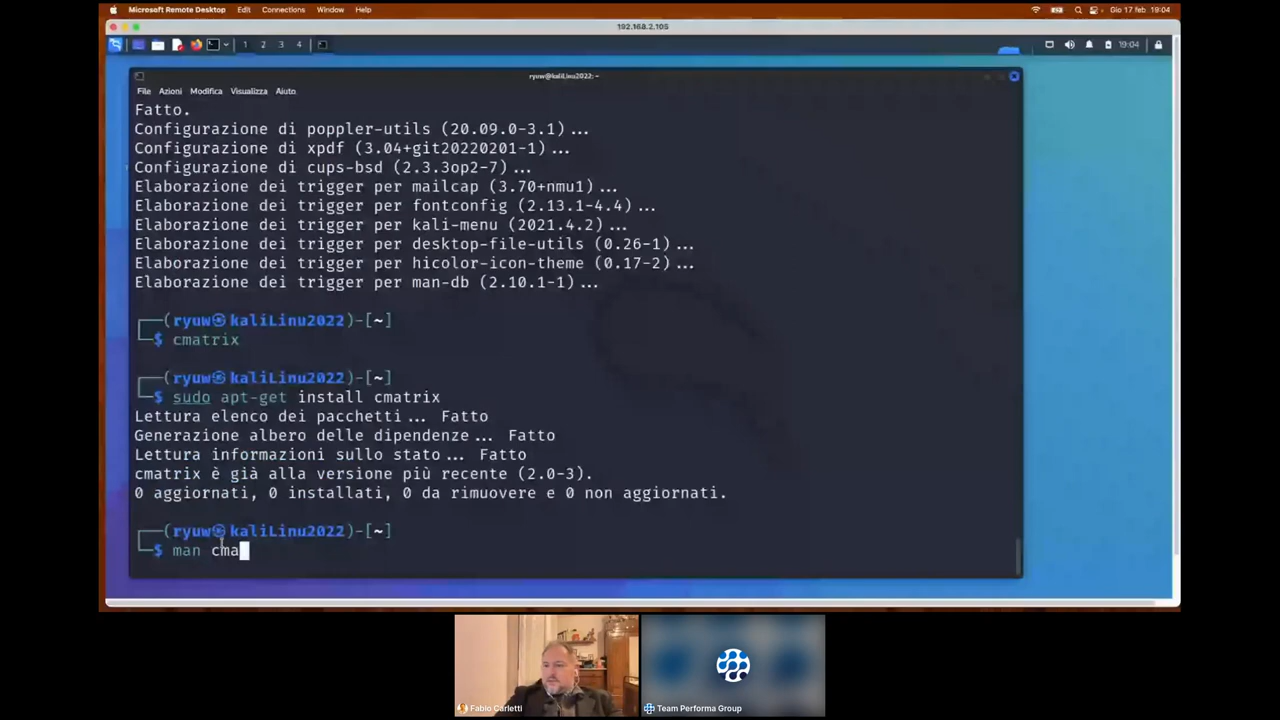 Microsoft Remote Desktop Edit Connections Window Help
Gio 17 feb 19:04
192.168.2.105
1 2 3 4
19:04
ryuw@kaliLinu2022: ~
File Azioni Modifica Visualizza Aiuto
Fatto.
Configurazione di poppler-utils (20.09.0-3.1) ...
Configurazione di xpdf (3.04+git20220201-1) ...
Configurazione di cups-bsd (2.3.3op2-7) ...
Elaborazione dei trigger per mailcap (3.70+nmu1) ...
Elaborazione dei trigger per fontconfig (2.13.1-4.4) ...
Elaborazione dei trigger per kali-menu (2021.4.2) ...
Elaborazione dei trigger per desktop-file-utils (0.26-1) ...
Elaborazione dei trigger per hicolor-icon-theme (0.17-2) ...
Elaborazione dei trigger per man-db (2.10.1-1) ...
┌──(ryuw㉿kaliLinu2022)-[~]
└─$ cmatrix
┌──(ryuw㉿kaliLinu2022)-[~]
└─$ sudo apt-get install cmatrix
Lettura elenco dei pacchetti ... Fatto
Generazione albero delle dipendenze ... Fatto
Lettura informazioni sullo stato ... Fatto
cmatrix è già alla versione più recente (2.0-3).
0 aggiornati, 0 installati, 0 da rimuovere e 0 non aggiornati.
┌──(ryuw㉿kaliLinu2022)-[~]
└─$ man cma
Fabio Carletti
Team Performa Group